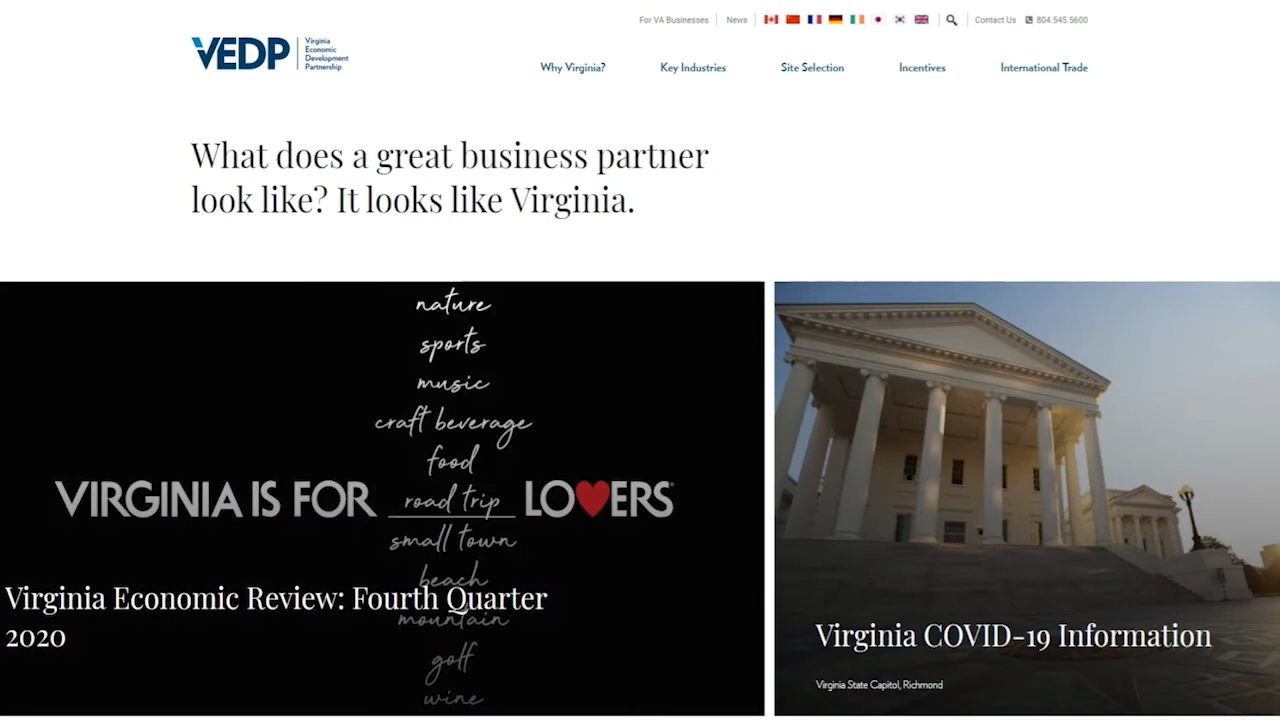 For VA Businesses
News
Contact Us
804.545.5600
VEDP
Virginia
Economic
Development
Partnership
Why Virginia?
Key Industries
Site Selection
Incentives
International Trade
What does a great business partner
look like? It looks like Virginia.
nature
sports
music
craft beverage
food
VIRGINIA IS FOR road trip LO♥ERS®
small town
beach
Virginia Economic Review: Fourth Quarter
2020
mountain
golf
wine
Virginia COVID-19 Information
Virginia State Capitol, Richmond